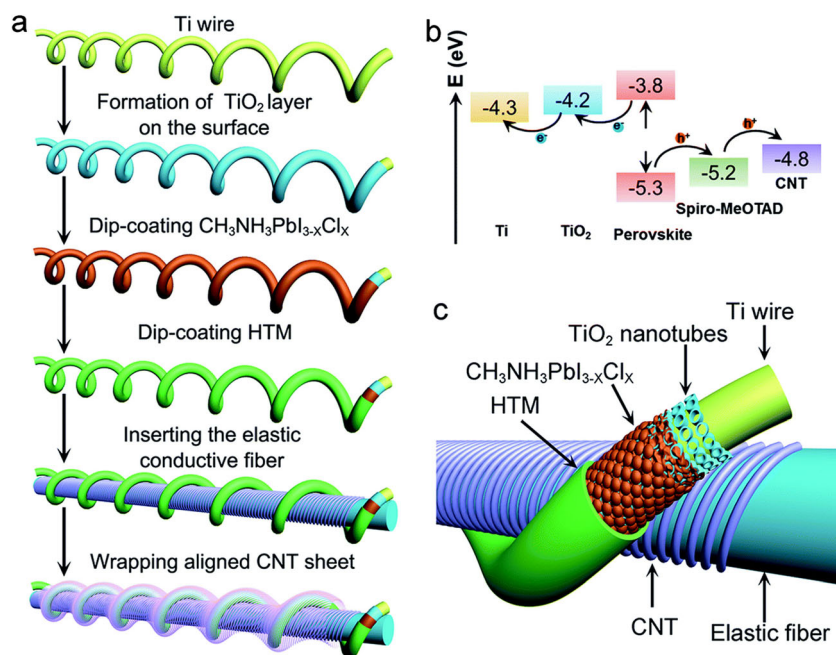 a
Ti wire
Formation of TiO₂ layer
on the surface
Dip-coating CH₃NH₃PbI₃₋ₓClₓ
Dip-coating HTM
Inserting the elastic
conductive fiber
Wrapping aligned CNT sheet
b
E (eV)
-4.3
-4.2
-3.8
e⁻
e⁻
h⁺
h⁺
-5.3
-5.2
-4.8
CNT
Spiro-MeOTAD
Ti
TiO₂
Perovskite
c
Ti wire
TiO₂ nanotubes
CH₃NH₃PbI₃₋ₓClₓ
HTM
CNT
Elastic fiber